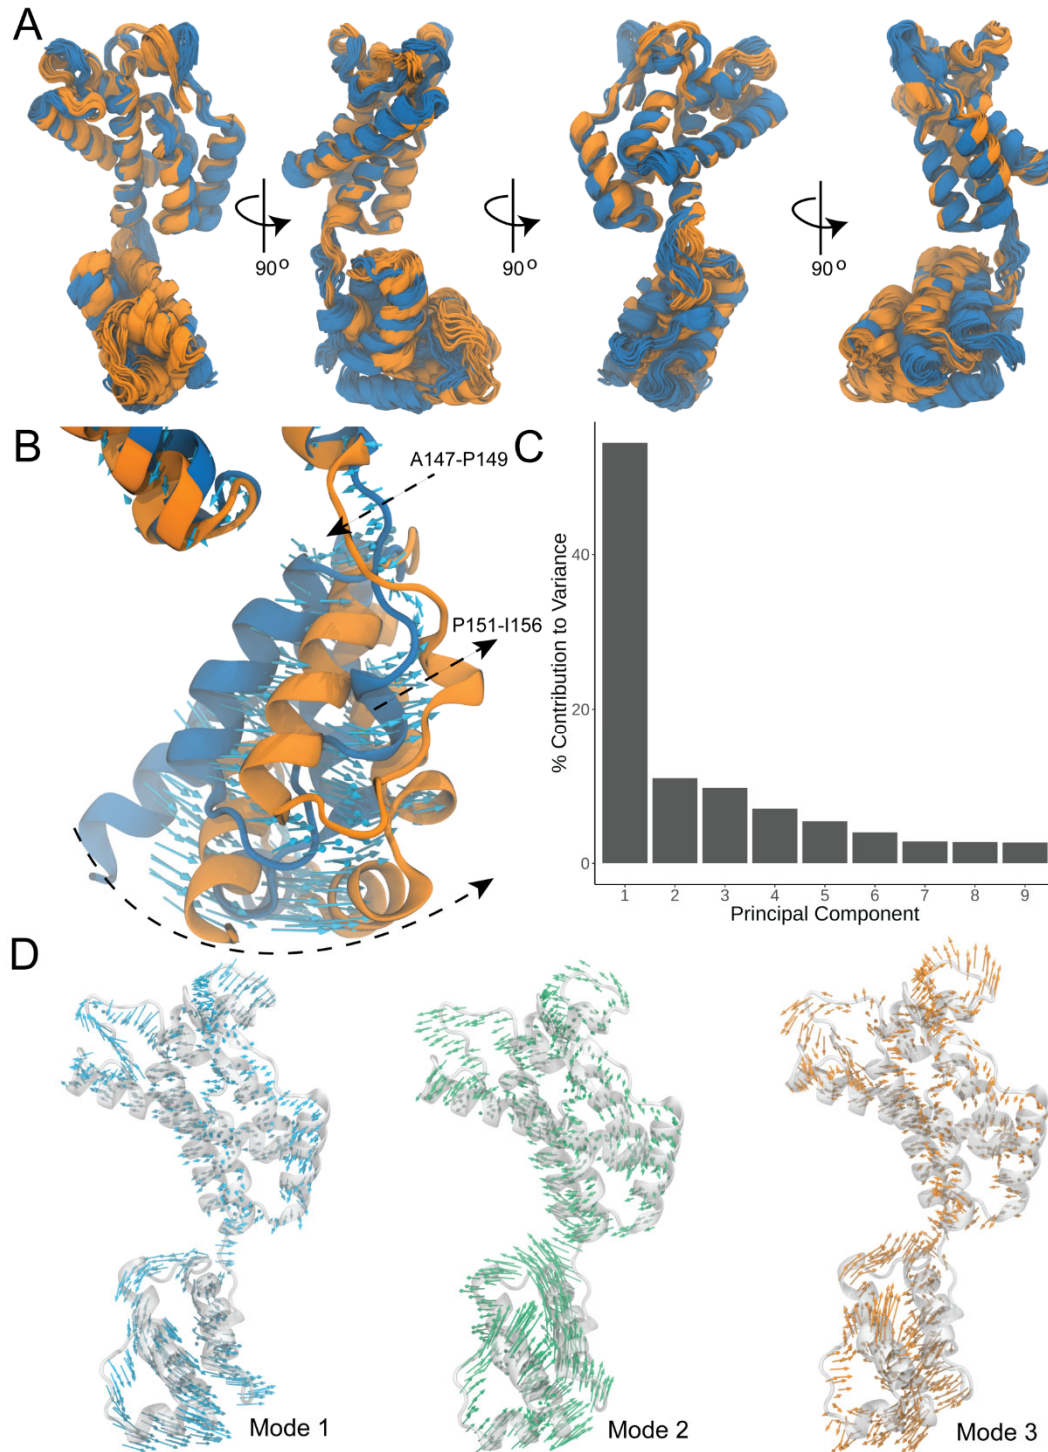 A
90°
90°
90°
B
A147-P149
P151-I156
C
% Contribution to Variance
40
20
0
1 2 3 4 5 6 7 8 9
Principal Component
D
Mode 1
Mode 2
Mode 3